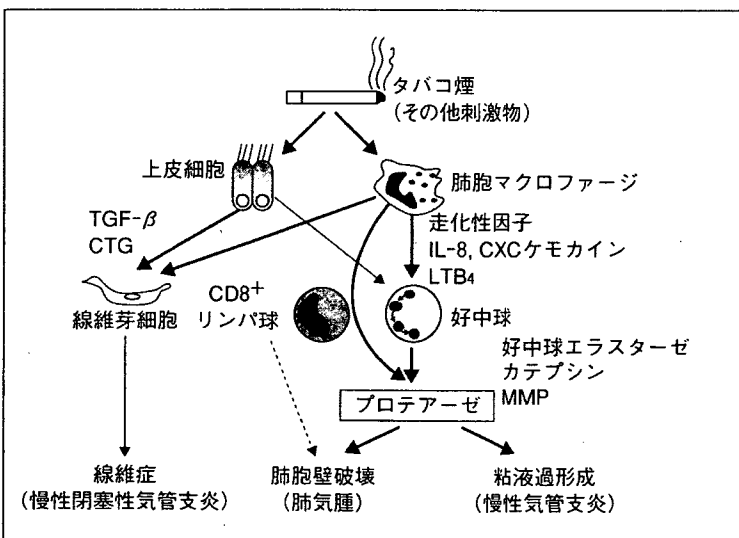 タバコ煙
(その他刺激物)
上皮細胞
肺胞マクロファージ
TGF-β
CTG
走化性因子
IL-8, CXCケモカイン
LTB4
線維芽細胞
CD8+
リンパ球
好中球
好中球エラスターゼ
カテプシン
MMP
プロテアーゼ
線維症
(慢性閉塞性気管支炎)
肺胞壁破壊
(肺気腫)
粘液過形成
(慢性気管支炎)